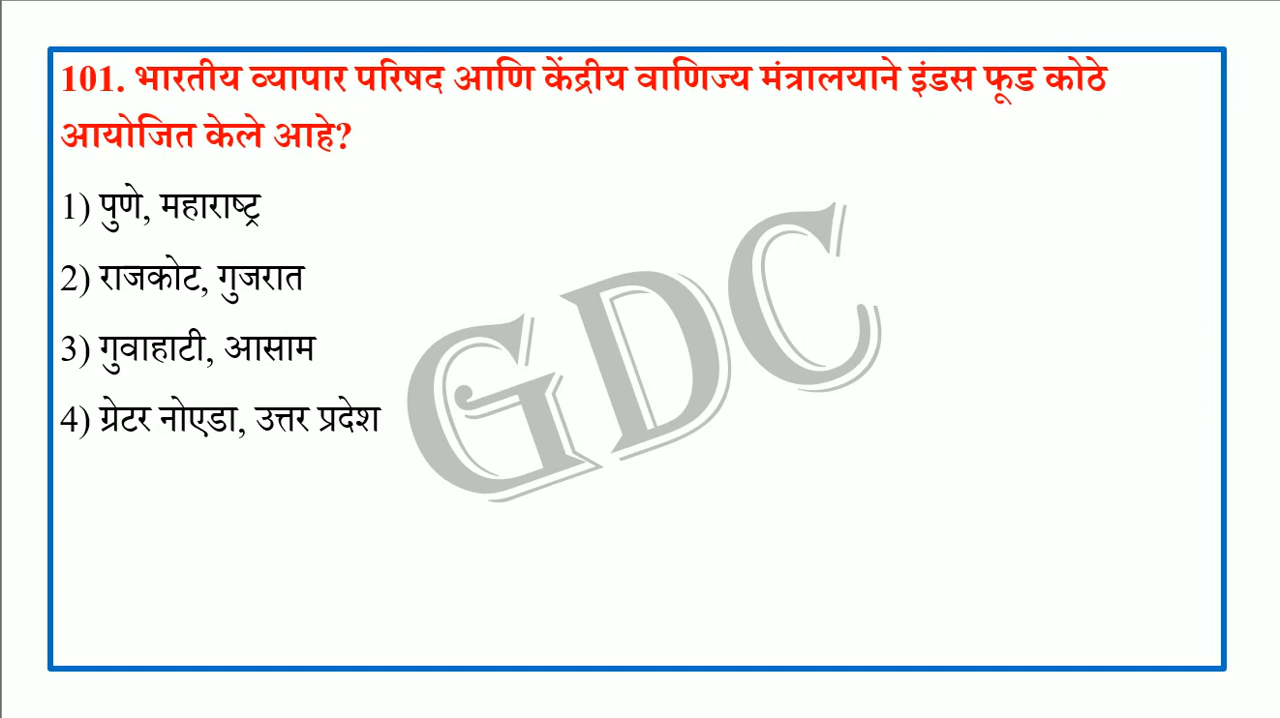 101. भारतीय व्यापार परिषद आणि केंद्रीय वाणिज्य मंत्रालयाने इंडस फूड कोठे
आयोजित केले आहे?
1) पुणे, महाराष्ट्र
2) राजकोट, गुजरात
3) गुवाहाटी, आसाम
4) ग्रेटर नोएडा, उत्तर प्रदेश
GDC